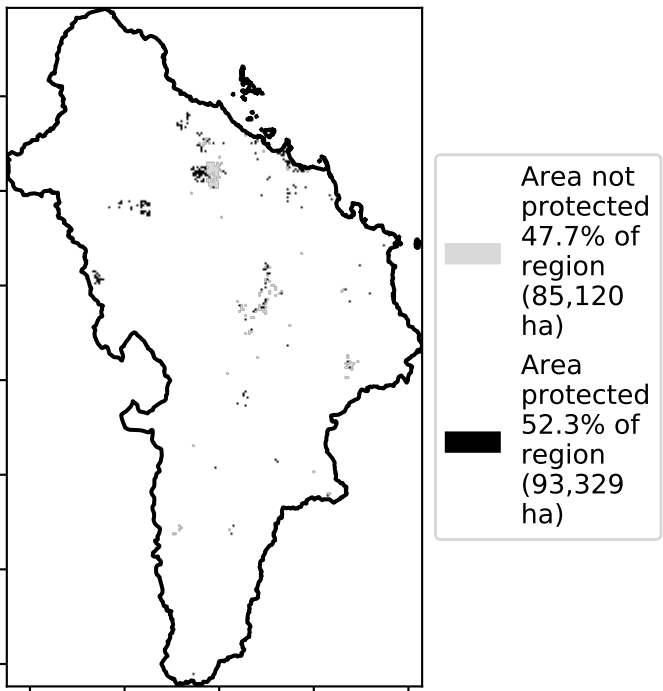 Area not
protected
47.7% of
region
(85,120
ha)
Area
protected
52.3% of
region
(93,329
ha)